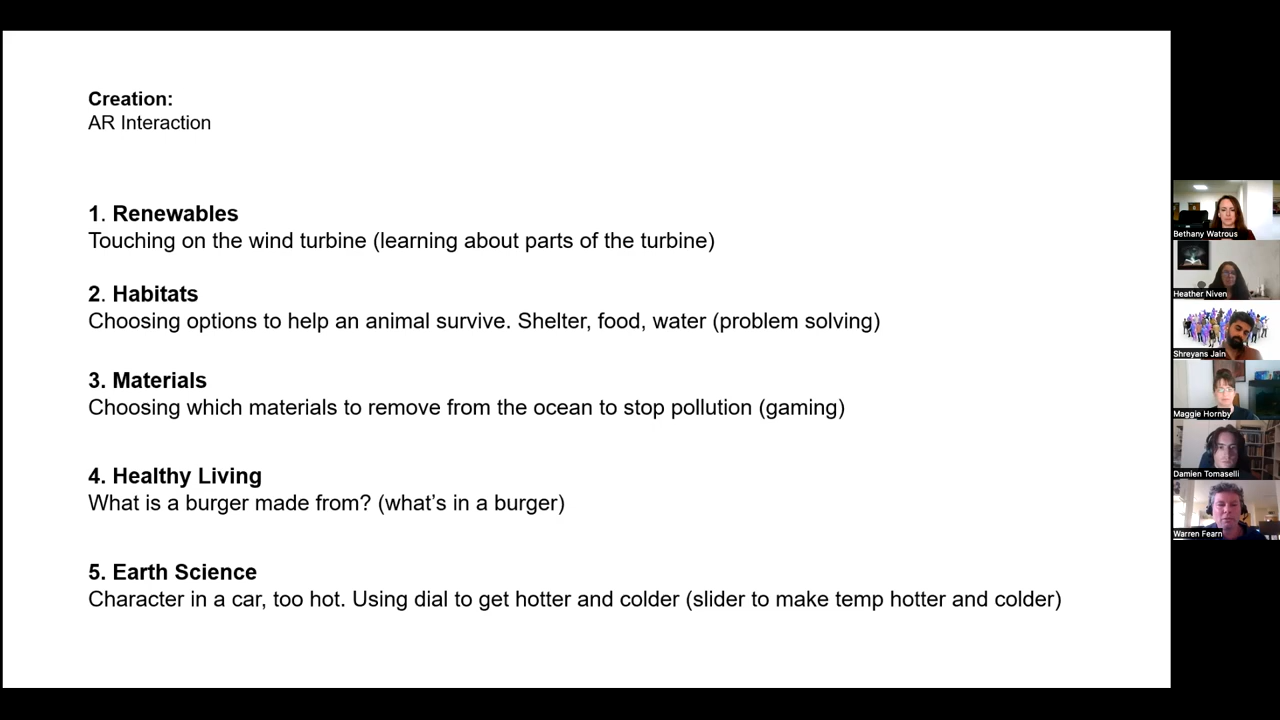 Creation:
AR Interaction
1. Renewables
Touching on the wind turbine (learning about parts of the turbine)
2. Habitats
Choosing options to help an animal survive. Shelter, food, water (problem solving)
3. Materials
Choosing which materials to remove from the ocean to stop pollution (gaming)
4. Healthy Living
What is a burger made from? (what’s in a burger)
5. Earth Science
Character in a car, too hot. Using dial to get hotter and colder (slider to make temp hotter and colder)
Bethany Watrous
Heather Niven
Shreyans Jain
Maggie Hornby
Damien Tomaselli
Warren Fearn